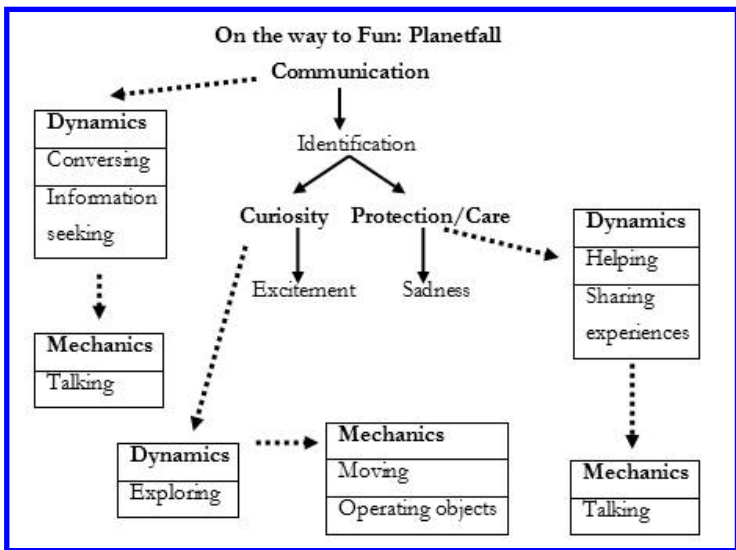 On the way to Fun: Planetfall
Communication
Dynamics
Conversing
Information
seeking
Identification
Curiosity
Protection/Care
Dynamics
Helping
Sharing
experiences
Excitement
Sadness
Mechanics
Talking
Dynamics
Exploring
Mechanics
Moving
Operating objects
Mechanics
Talking